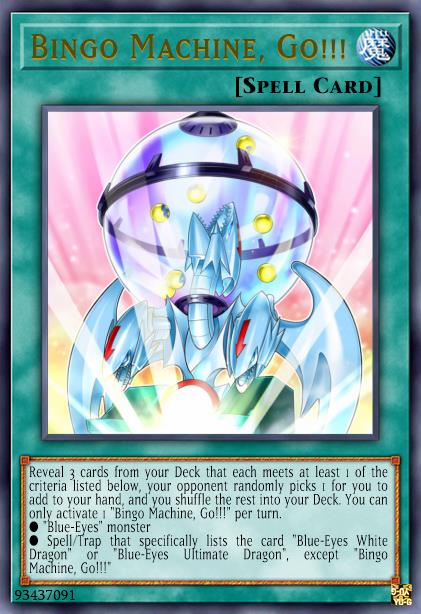 Bingo Machine, Go!!!
魔
[Spell Card]
Reveal 3 cards from your Deck that each meets at least 1 of the
criteria listed below, your opponent randomly picks 1 for you to
add to your hand, and you shuffle the rest into your Deck. You can
only activate 1 "Bingo Machine, Go!!!" per turn.
● "Blue-Eyes" monster
● Spell/Trap that specifically lists the card "Blue-Eyes White
Dragon" or "Blue-Eyes Ultimate Dragon", except "Bingo
Machine, Go!!!"
93437091